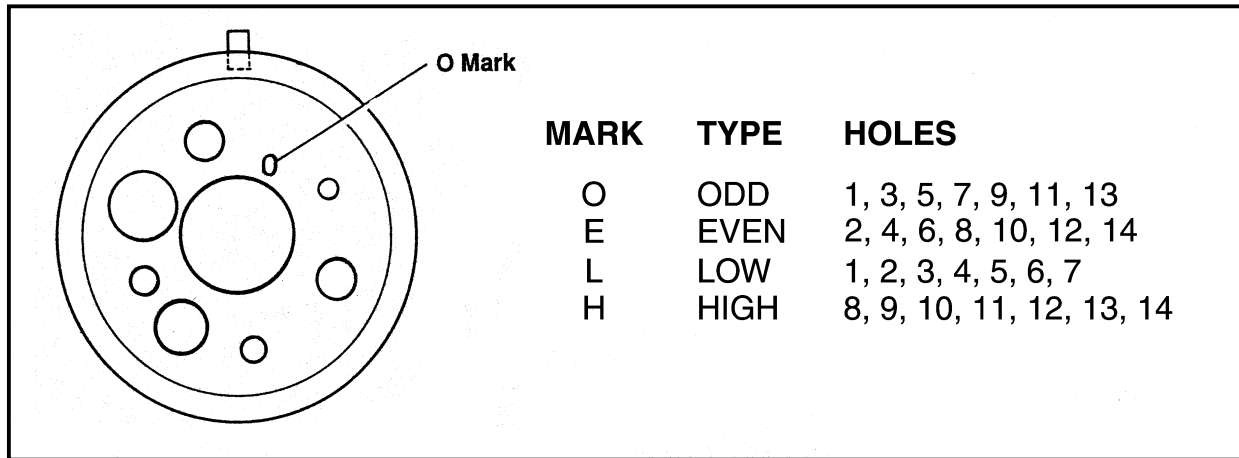 O Mark
O
MARK TYPE HOLES
O ODD 1, 3, 5, 7, 9, 11, 13
E EVEN 2, 4, 6, 8, 10, 12, 14
L LOW 1, 2, 3, 4, 5, 6, 7
H HIGH 8, 9, 10, 11, 12, 13, 14